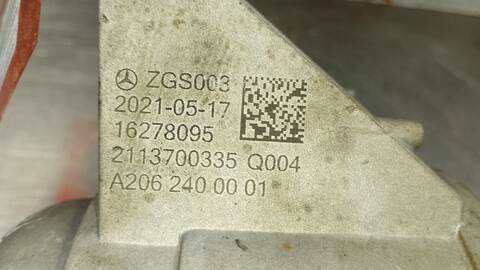 ZGS003
2021-05-17
16278095
2113700335 Q004
A206 240 00 01